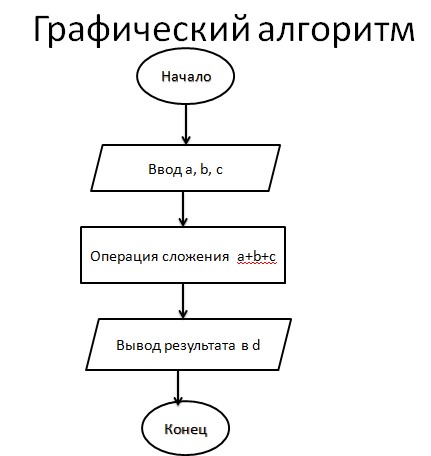 Графический алгоритм
Начало
Ввод a, b, c
Операция сложения a+b+c
Вывод результата в d
Конец